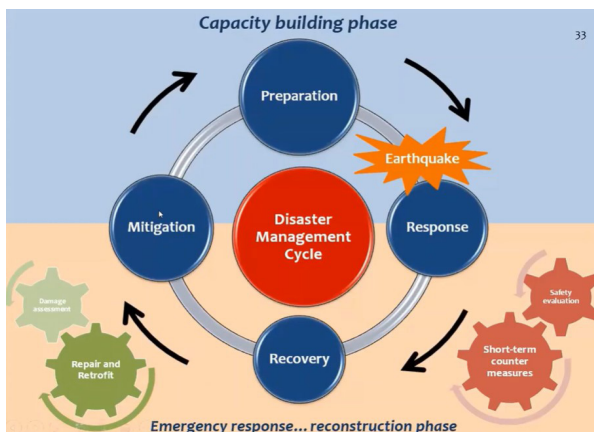 Capacity building phase
33
Preparation
Earthquake
Mitigation
Disaster
Management
Cycle
Response
Damage
assessment
Safety
evaluation
Repair and
Retrofit
Recovery
Short-term
counter
measures
Emergency response... reconstruction phase